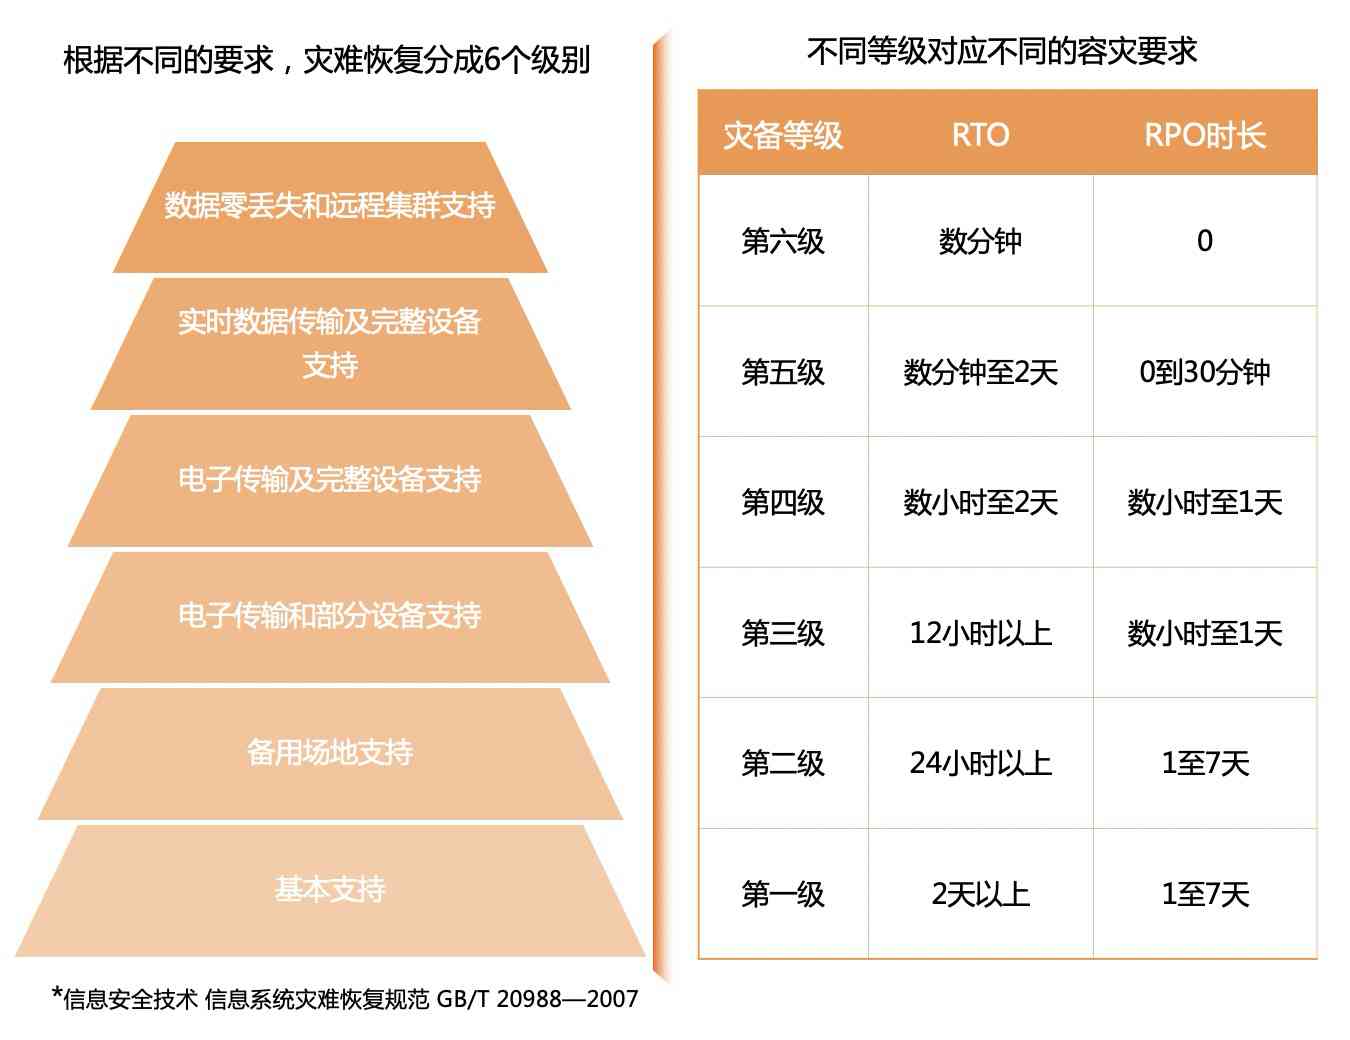 根据不同的要求，灾难恢复分成6个级别
数据零丢失和远程集群支持
实时数据传输及完整设备
支持
电子传输及完整设备支持
电子传输和部分设备支持
备用场地支持
基本支持
*信息安全技术 信息系统灾难恢复规范 GB/T 20988—2007
不同等级对应不同的容灾要求
灾备等级 RTO RPO时长
第六级 数分钟 0
第五级 数分钟至2天 0到30分钟
第四级 数小时至2天 数小时至1天
第三级 12小时以上 数小时至1天
第二级 24小时以上 1至7天
第一级 2天以上 1至7天